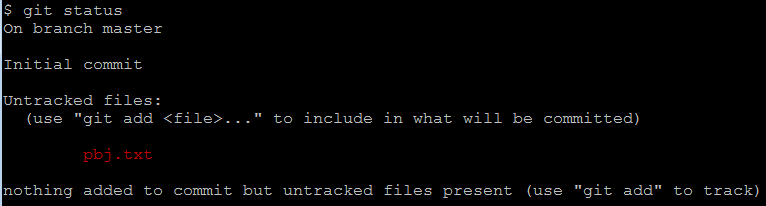 $ git status
On branch master
Initial commit
Untracked files:
(use "git add <file>..." to include in what will be committed)
pbj.txt
nothing added to commit but untracked files present (use "git add" to track)